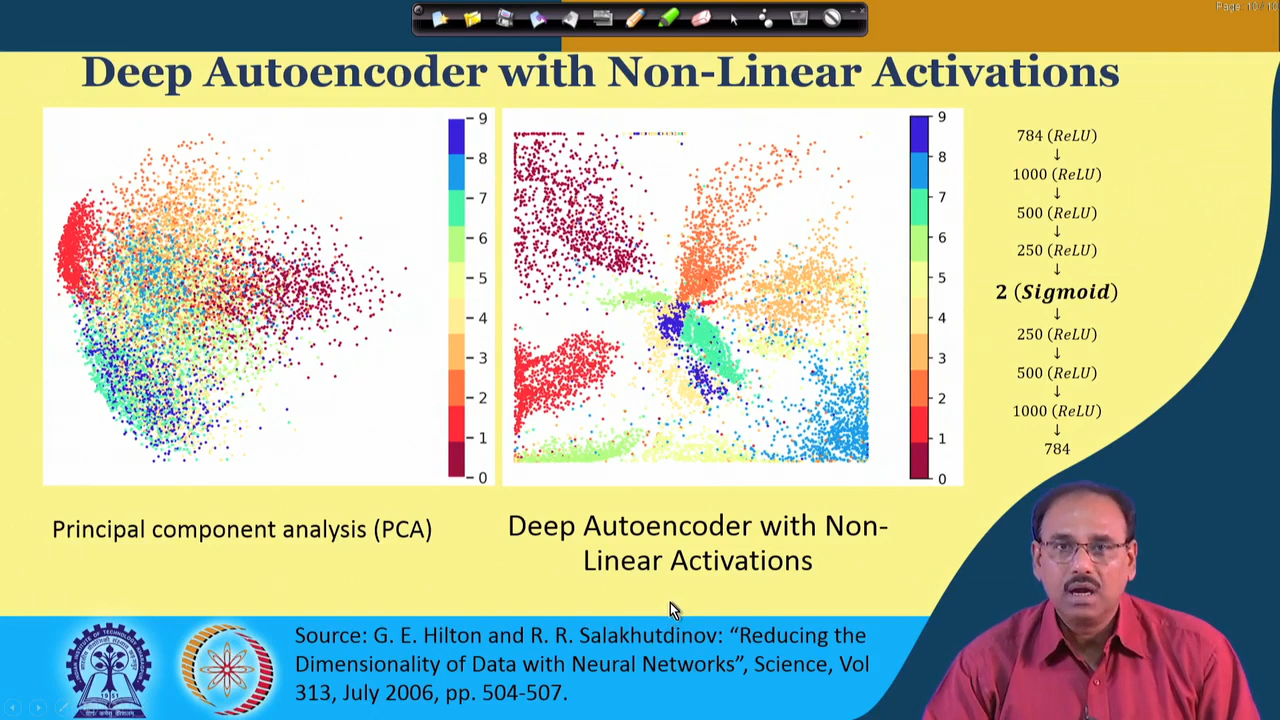 Page: 10/10
Deep Autoencoder with Non-Linear Activations
9
8
7
6
5
4
3
2
1
0
9
8
7
6
5
4
3
2
1
0
784 (ReLU)
↓
1000 (ReLU)
↓
500 (ReLU)
↓
250 (ReLU)
↓
2 (Sigmoid)
↓
250 (ReLU)
↓
500 (ReLU)
↓
1000 (ReLU)
↓
784
Principal component analysis (PCA)
Deep Autoencoder with Non-
Linear Activations
Source: G. E. Hilton and R. R. Salakhutdinov: “Reducing the
Dimensionality of Data with Neural Networks”, Science, Vol
313, July 2006, pp. 504-507.
1951